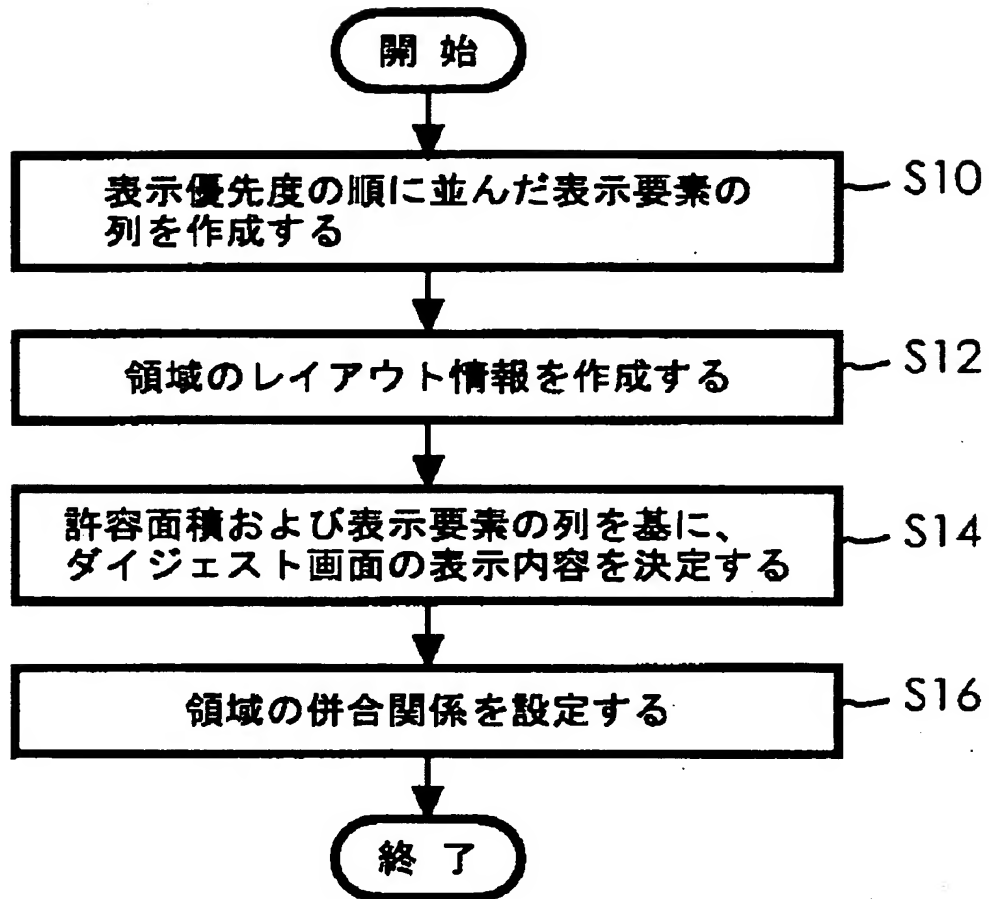 開始
表示優先度の順に並んだ表示要素の
列を作成する
S10
領域のレイアウト情報を作成する
S12
許容面積および表示要素の列を基に、
ダイジェスト画面の表示内容を決定する
S14
領域の併合関係を設定する
S16
終了